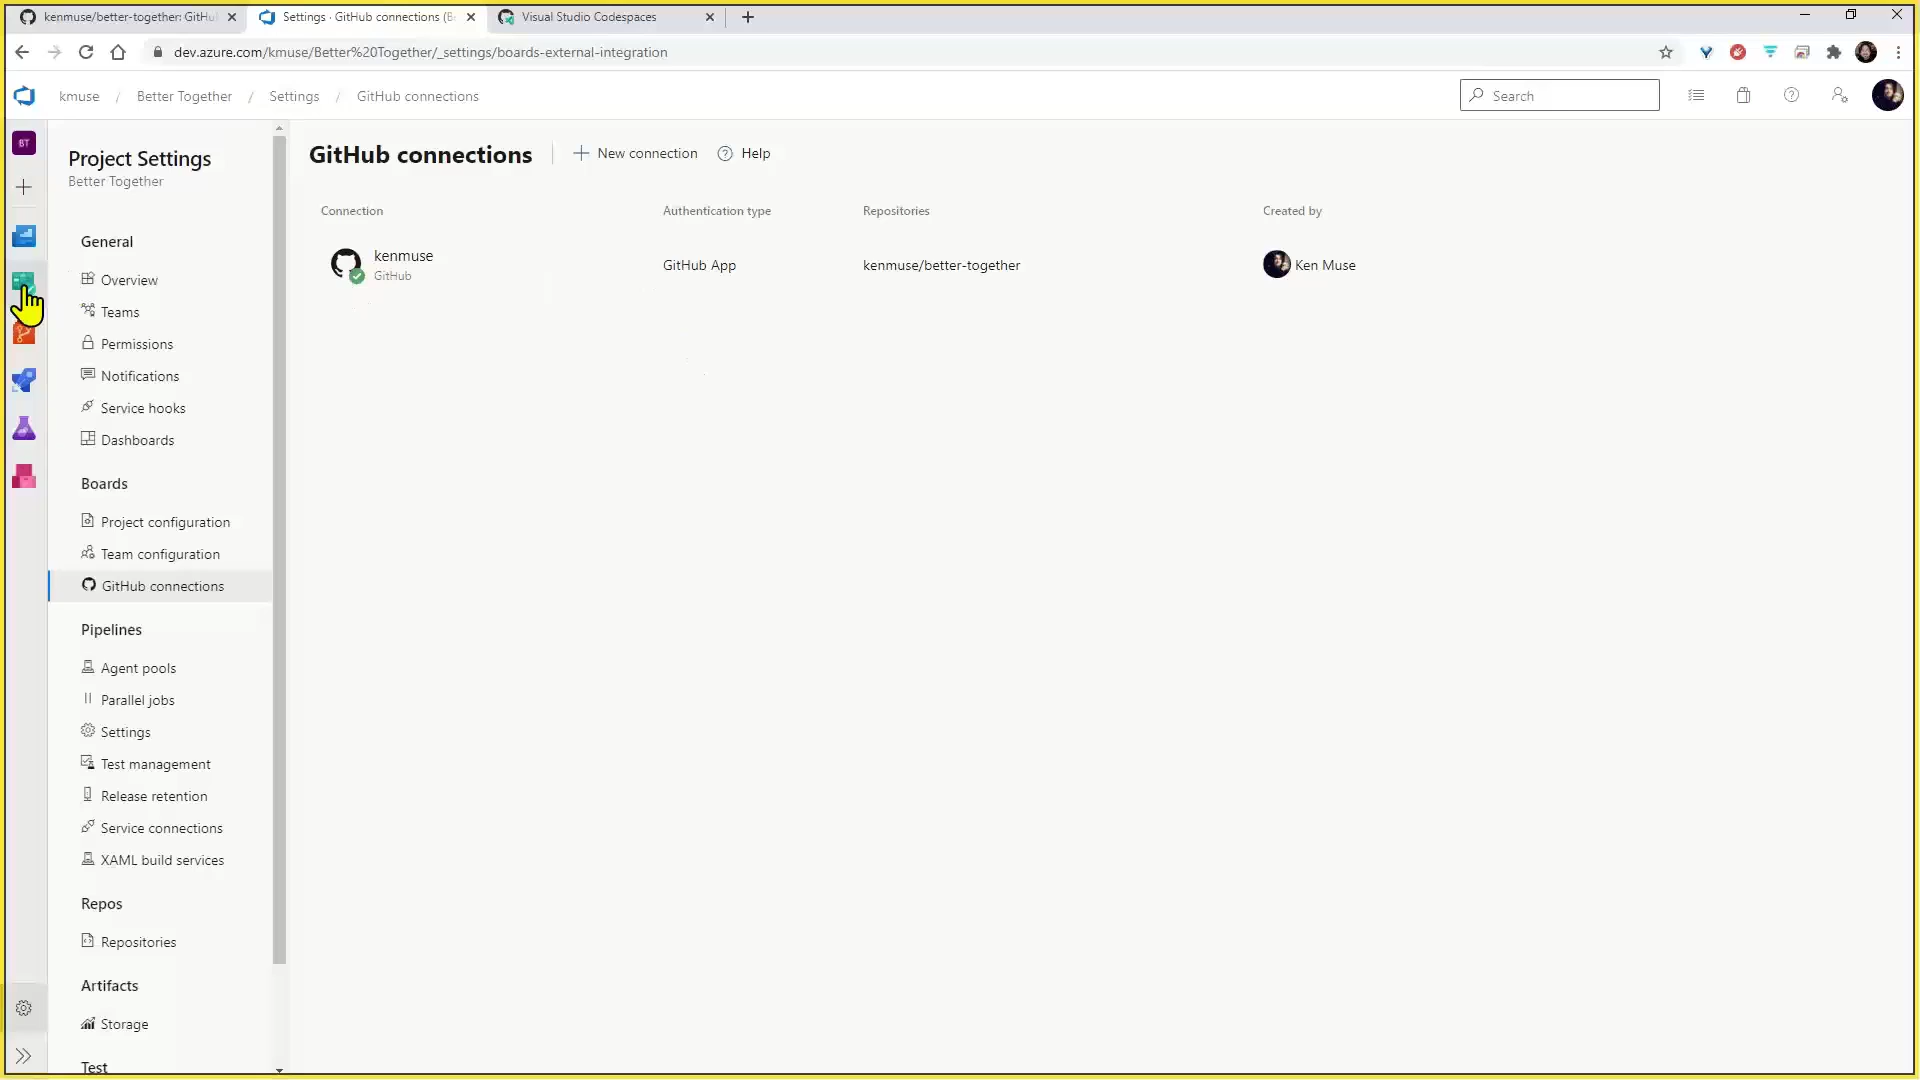 kenmuse/better-together: GitHu
Settings · GitHub connections (Be
Visual Studio Codespaces
dev.azure.com/kmuse/Better%20Together/_settings/boards-external-integration
kmuse / Better Together / Settings / GitHub connections
Search
BT
Project Settings
Better Together
General
Overview
Teams
Permissions
Notifications
Service hooks
Dashboards
Boards
Project configuration
Team configuration
GitHub connections
Pipelines
Agent pools
Parallel jobs
Settings
Test management
Release retention
Service connections
XAML build services
Repos
Repositories
Artifacts
Storage
Test
GitHub connections
New connection
Help
Connection Authentication type Repositories Created by
kenmuse
GitHub
GitHub App
kenmuse/better-together
Ken Muse